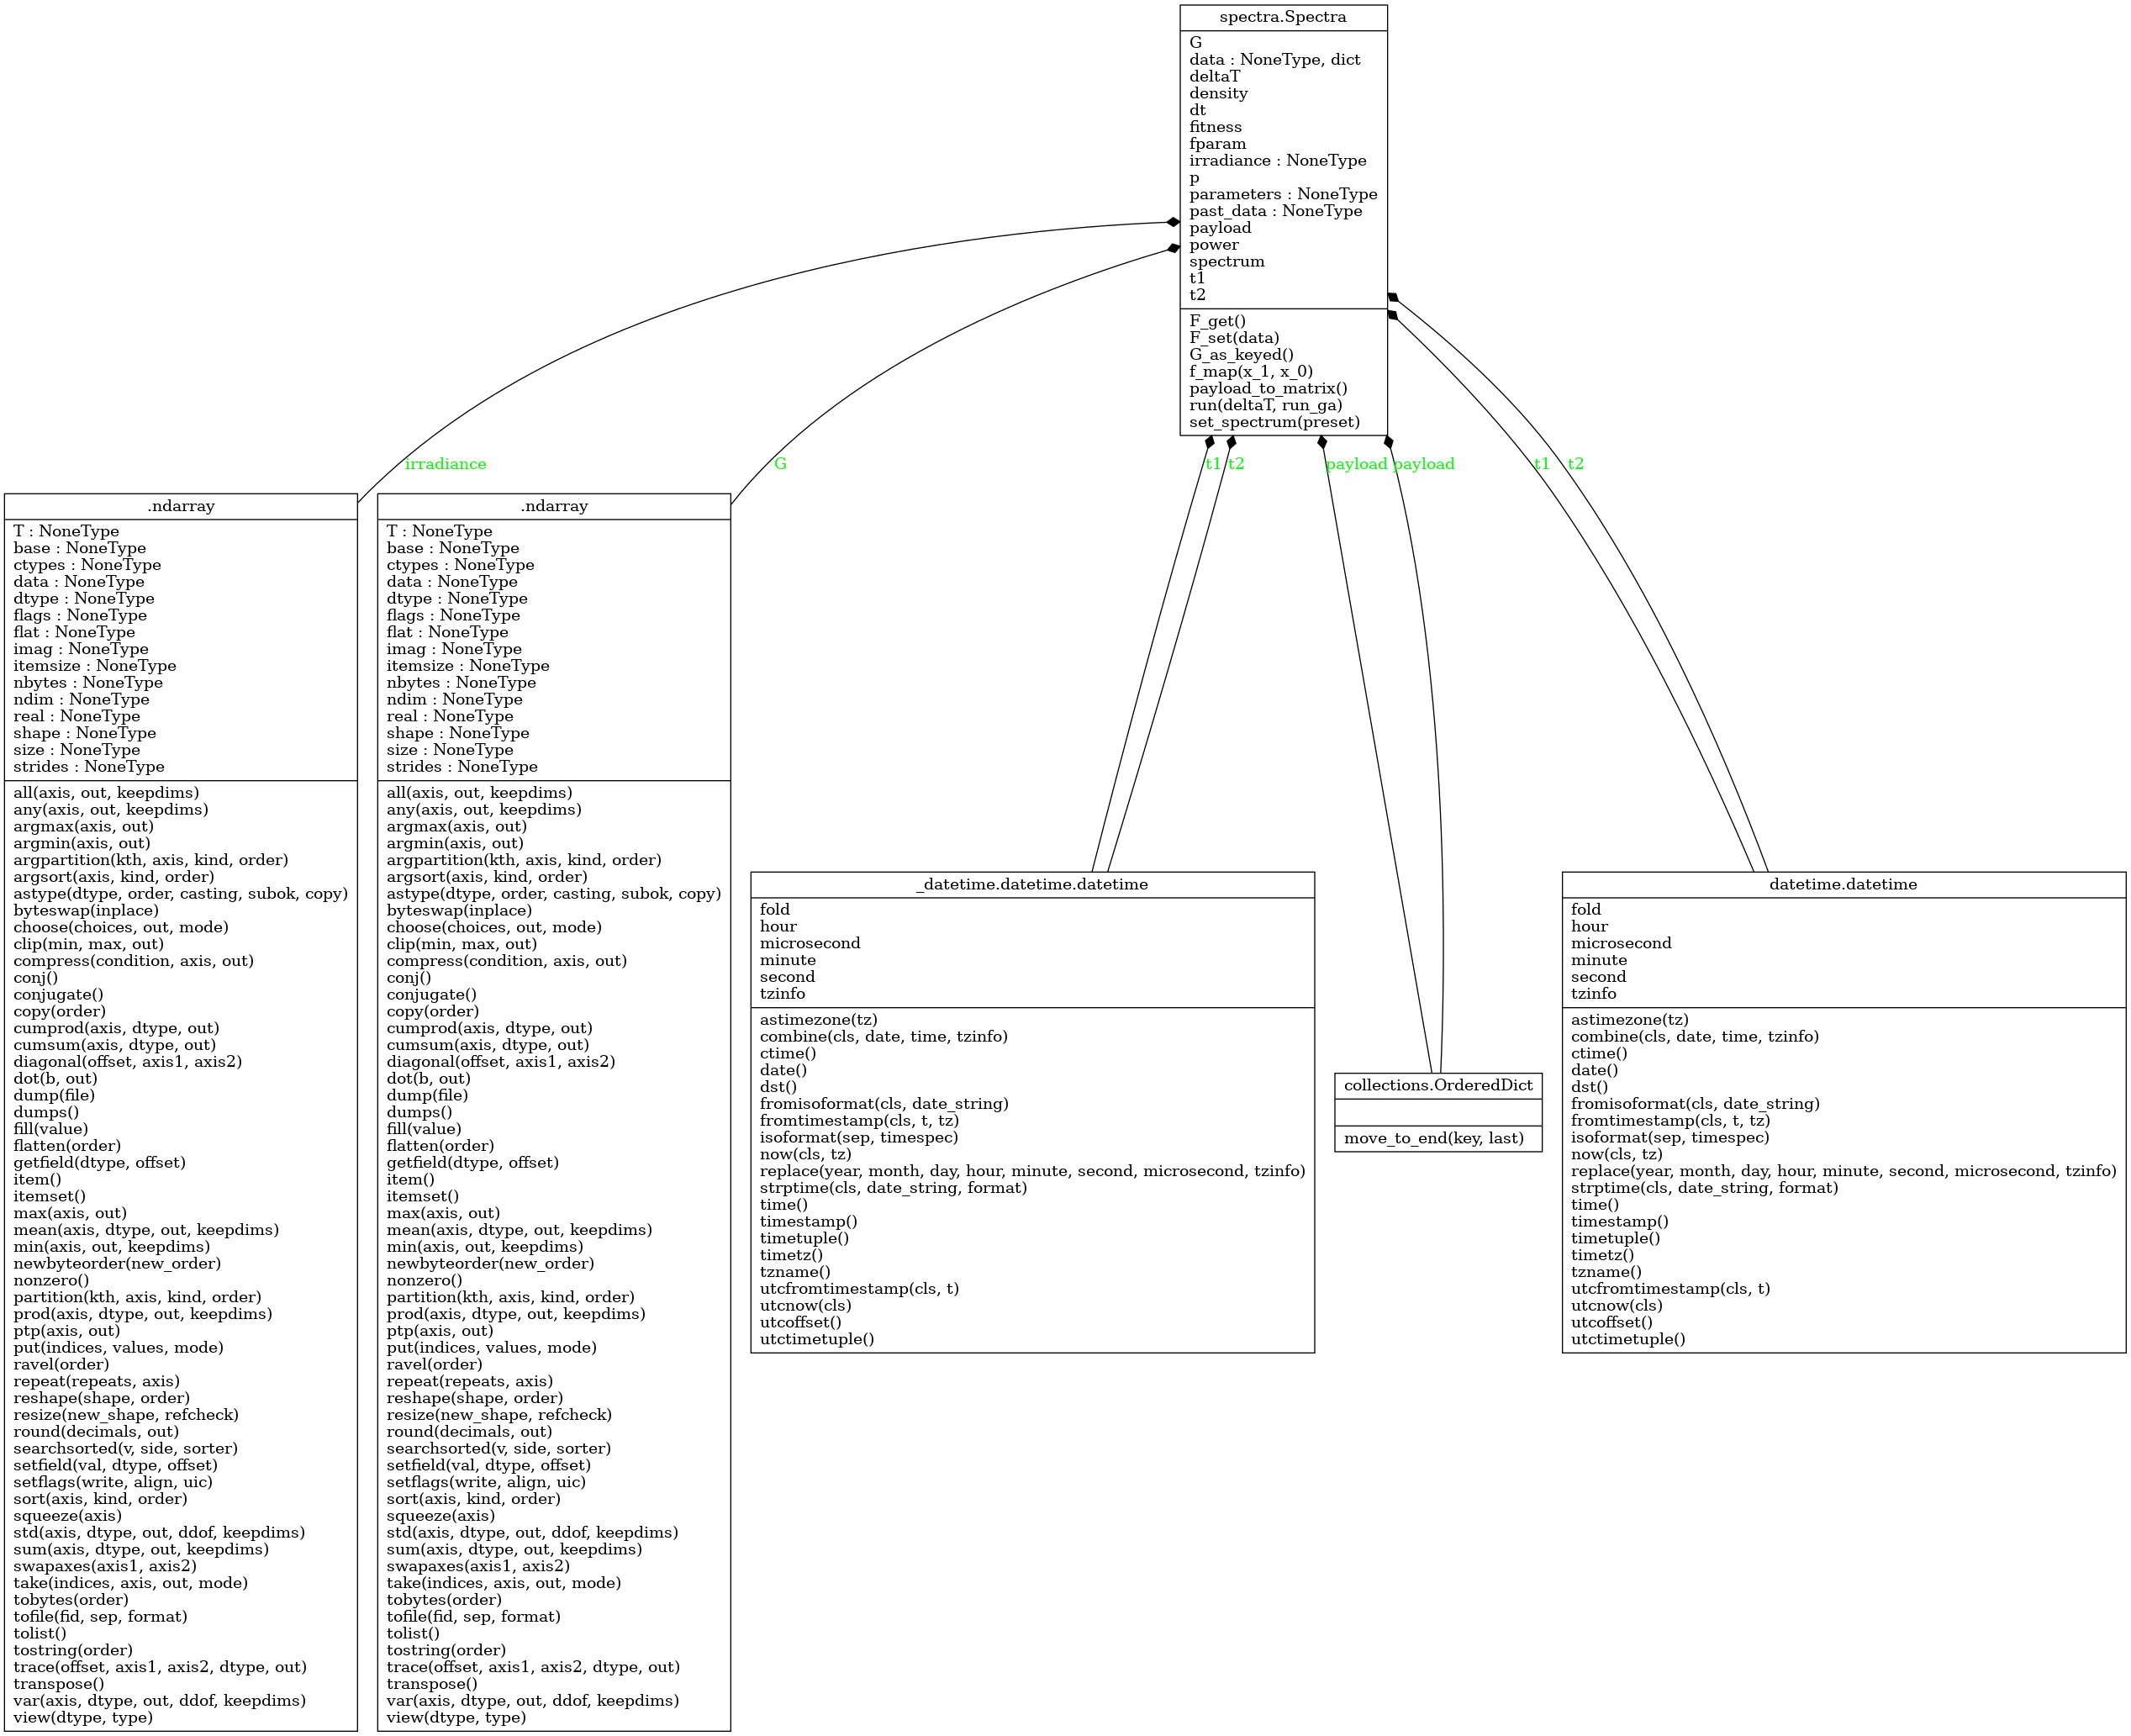 spectra.Spectra
G
data : NoneType, dict
deltaT
density
dt
fitness
fparam
irradiance : NoneType
p
parameters : NoneType
past_data : NoneType
payload
power
spectrum
t1
t2
F_get()
F_set(data)
G_as_keyed()
f_map(x_1, x_0)
payload_to_matrix()
run(deltaT, run_ga)
set_spectrum(preset)
irradiance
G
t1
t2
payload
payload
t1
t2
.ndarray
T : NoneType
base : NoneType
ctypes : NoneType
data : NoneType
dtype : NoneType
flags : NoneType
flat : NoneType
imag : NoneType
itemsize : NoneType
nbytes : NoneType
ndim : NoneType
real : NoneType
shape : NoneType
size : NoneType
strides : NoneType
all(axis, out, keepdims)
any(axis, out, keepdims)
argmax(axis, out)
argmin(axis, out)
argpartition(kth, axis, kind, order)
argsort(axis, kind, order)
astype(dtype, order, casting, subok, copy)
byteswap(inplace)
choose(choices, out, mode)
clip(min, max, out)
compress(condition, axis, out)
conj()
conjugate()
copy(order)
cumprod(axis, dtype, out)
cumsum(axis, dtype, out)
diagonal(offset, axis1, axis2)
dot(b, out)
dump(file)
dumps()
fill(value)
flatten(order)
getfield(dtype, offset)
item()
itemset()
max(axis, out)
mean(axis, dtype, out, keepdims)
min(axis, out, keepdims)
newbyteorder(new_order)
nonzero()
partition(kth, axis, kind, order)
prod(axis, dtype, out, keepdims)
ptp(axis, out)
put(indices, values, mode)
ravel(order)
repeat(repeats, axis)
reshape(shape, order)
resize(new_shape, refcheck)
round(decimals, out)
searchsorted(v, side, sorter)
setfield(val, dtype, offset)
setflags(write, align, uic)
sort(axis, kind, order)
squeeze(axis)
std(axis, dtype, out, ddof, keepdims)
sum(axis, dtype, out, keepdims)
swapaxes(axis1, axis2)
take(indices, axis, out, mode)
tobytes(order)
tofile(fid, sep, format)
tolist()
tostring(order)
trace(offset, axis1, axis2, dtype, out)
transpose()
var(axis, dtype, out, ddof, keepdims)
view(dtype, type)
.ndarray
T : NoneType
base : NoneType
ctypes : NoneType
data : NoneType
dtype : NoneType
flags : NoneType
flat : NoneType
imag : NoneType
itemsize : NoneType
nbytes : NoneType
ndim : NoneType
real : NoneType
shape : NoneType
size : NoneType
strides : NoneType
all(axis, out, keepdims)
any(axis, out, keepdims)
argmax(axis, out)
argmin(axis, out)
argpartition(kth, axis, kind, order)
argsort(axis, kind, order)
astype(dtype, order, casting, subok, copy)
byteswap(inplace)
choose(choices, out, mode)
clip(min, max, out)
compress(condition, axis, out)
conj()
conjugate()
copy(order)
cumprod(axis, dtype, out)
cumsum(axis, dtype, out)
diagonal(offset, axis1, axis2)
dot(b, out)
dump(file)
dumps()
fill(value)
flatten(order)
getfield(dtype, offset)
item()
itemset()
max(axis, out)
mean(axis, dtype, out, keepdims)
min(axis, out, keepdims)
newbyteorder(new_order)
nonzero()
partition(kth, axis, kind, order)
prod(axis, dtype, out, keepdims)
ptp(axis, out)
put(indices, values, mode)
ravel(order)
repeat(repeats, axis)
reshape(shape, order)
resize(new_shape, refcheck)
round(decimals, out)
searchsorted(v, side, sorter)
setfield(val, dtype, offset)
setflags(write, align, uic)
sort(axis, kind, order)
squeeze(axis)
std(axis, dtype, out, ddof, keepdims)
sum(axis, dtype, out, keepdims)
swapaxes(axis1, axis2)
take(indices, axis, out, mode)
tobytes(order)
tofile(fid, sep, format)
tolist()
tostring(order)
trace(offset, axis1, axis2, dtype, out)
transpose()
var(axis, dtype, out, ddof, keepdims)
view(dtype, type)
_datetime.datetime.datetime
fold
hour
microsecond
minute
second
tzinfo
astimezone(tz)
combine(cls, date, time, tzinfo)
ctime()
date()
dst()
fromisoformat(cls, date_string)
fromtimestamp(cls, t, tz)
isoformat(sep, timespec)
now(cls, tz)
replace(year, month, day, hour, minute, second, microsecond, tzinfo)
strptime(cls, date_string, format)
time()
timestamp()
timetuple()
timetz()
tzname()
utcfromtimestamp(cls, t)
utcnow(cls)
utcoffset()
utctimetuple()
collections.OrderedDict
move_to_end(key, last)
datetime.datetime
fold
hour
microsecond
minute
second
tzinfo
astimezone(tz)
combine(cls, date, time, tzinfo)
ctime()
date()
dst()
fromisoformat(cls, date_string)
fromtimestamp(cls, t, tz)
isoformat(sep, timespec)
now(cls, tz)
replace(year, month, day, hour, minute, second, microsecond, tzinfo)
strptime(cls, date_string, format)
time()
timestamp()
timetuple()
timetz()
tzname()
utcfromtimestamp(cls, t)
utcnow(cls)
utcoffset()
utctimetuple()